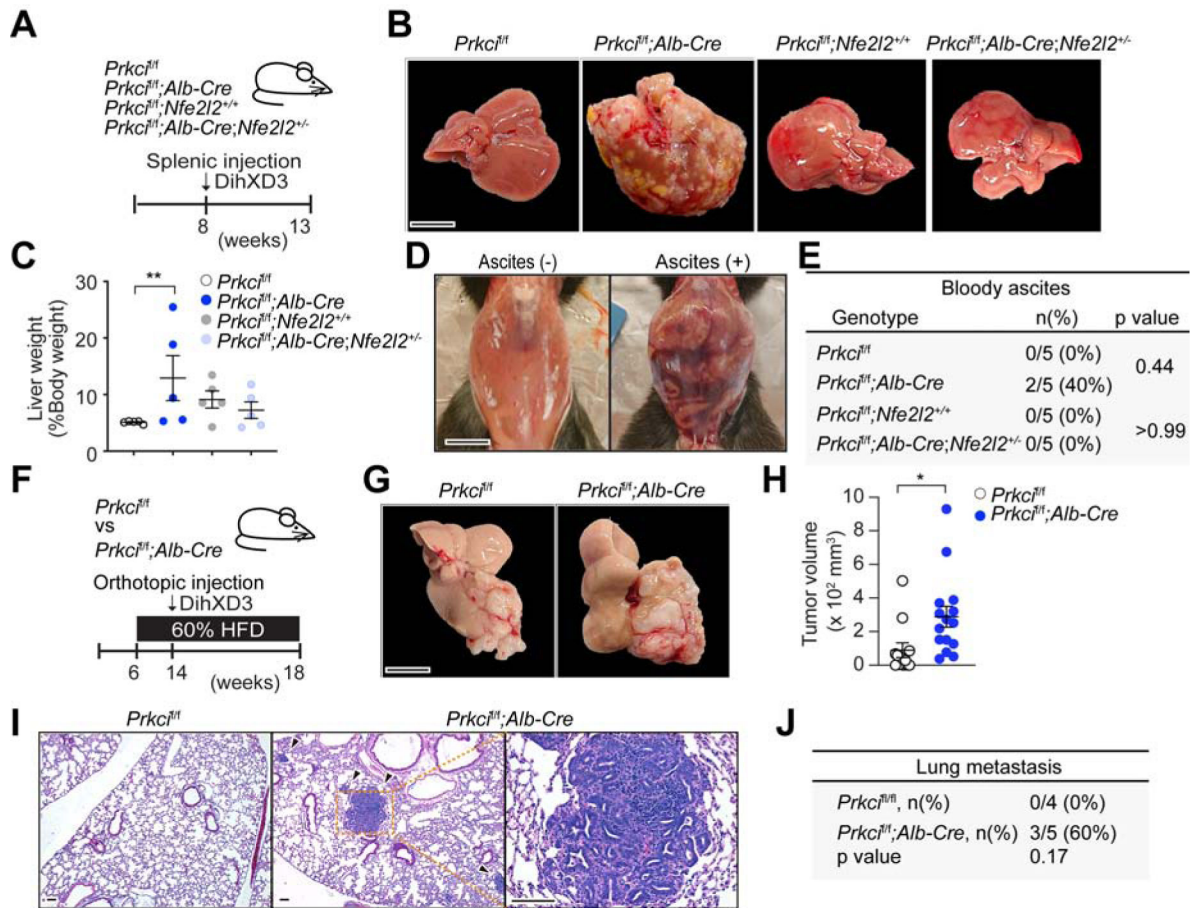 A
Prkci^f/f
Prkci^f/f;Alb-Cre
Prkci^f/f;Nfe2l2^+/+
Prkci^f/f;Alb-Cre;Nfe2l2^+/-
Splenic injection
↓DihXD3
8
13
(weeks)
B
Prkci^f/f
Prkci^f/f;Alb-Cre
Prkci^f/f;Nfe2l2^+/+
Prkci^f/f;Alb-Cre;Nfe2l2^+/-
C
Liver weight
(%Body weight)
30
20
10
0
**
Prkci^f/f
Prkci^f/f;Alb-Cre
Prkci^f/f;Nfe2l2^+/+
Prkci^f/f;Alb-Cre;Nfe2l2^+/-
D
Ascites (-)
Ascites (+)
E
Bloody ascites
Genotype n(%) p value
Prkci^f/f 0/5 (0%)
0.44
Prkci^f/f;Alb-Cre 2/5 (40%)
Prkci^f/f;Nfe2l2^+/+ 0/5 (0%)
>0.99
Prkci^f/f;Alb-Cre;Nfe2l2^+/- 0/5 (0%)
F
Prkci^f/f
vs
Prkci^f/f;Alb-Cre
Orthotopic injection
↓DihXD3
60% HFD
6
14
18
(weeks)
G
Prkci^f/f
Prkci^f/f;Alb-Cre
H
Tumor volume
(x 10² mm³)
10
8
6
4
2
0
*
Prkci^f/f
Prkci^f/f;Alb-Cre
I
Prkci^f/f
Prkci^f/f;Alb-Cre
J
Lung metastasis
Prkci^fl/fl, n(%) 0/4 (0%)
Prkci^f/f;Alb-Cre, n(%) 3/5 (60%)
p value 0.17